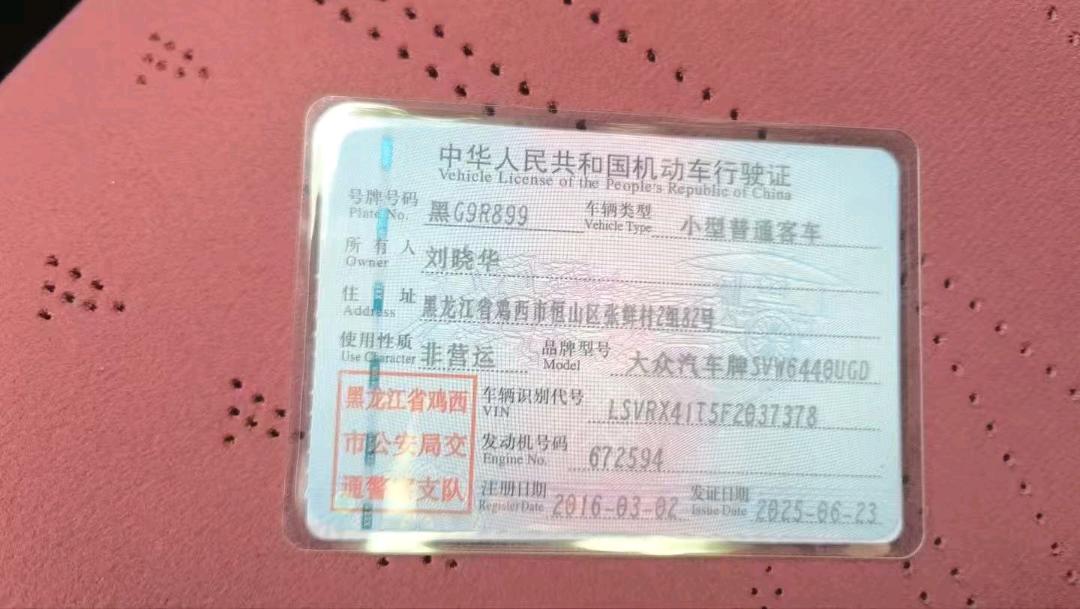 中华人民共和国机动车行驶证
Vehicle License of the People's Republic of China
号牌号码 黑G9R899 车辆类型 小型普通客车
Plate No. Vehicle Type
所有人 刘晓华
Owner
住址 黑龙江省鸡西市恒山区张鲜村2组82号
Address
使用性质 非营运 品牌型号 大众汽车牌SVW6440UGD
Use Character Model
黑龙江省鸡西
市公安局交
通警察支队
车辆识别代号 LSVRX41T5F2037378
VIN
发动机号码 672594
Engine No.
注册日期 2016-03-02 发证日期 2025-06-23
Register Date Issue Date